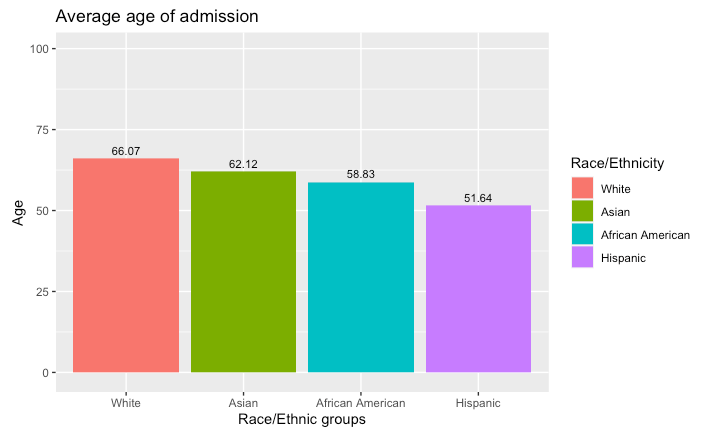 Average age of admission
100
75
50
25
0
Age
66.07
62.12
58.83
51.64
White
Asian
African American
Hispanic
Race/Ethnic groups
Race/Ethnicity
White
Asian
African American
Hispanic